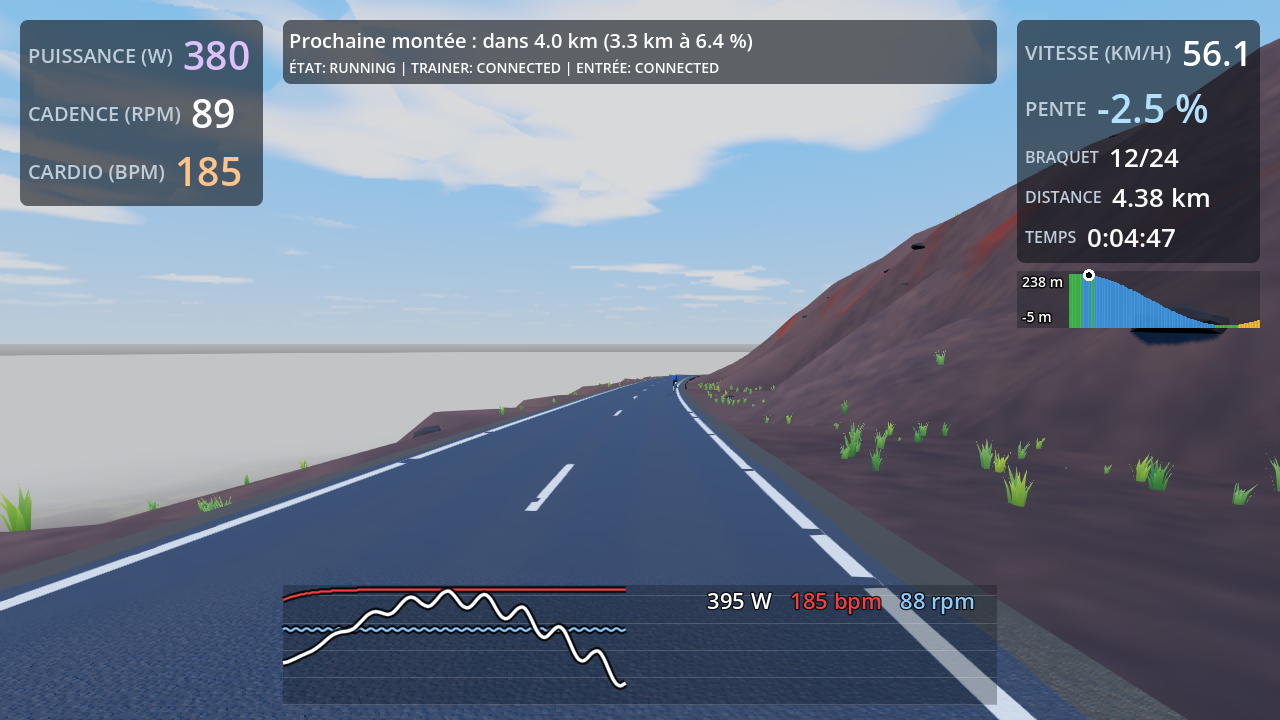 PUISSANCE (W) 380
CADENCE (RPM) 89
CARDIO (BPM) 185
Prochaine montée : dans 4.0 km (3.3 km à 6.4 %)
ÉTAT: RUNNING | TRAINER: CONNECTED | ENTRÉE: CONNECTED
VITESSE (KM/H) 56.1
PENTE -2.5 %
BRAQUET 12/24
DISTANCE 4.38 km
TEMPS 0:04:47
238 m
-5 m
395 W 185 bpm 88 rpm